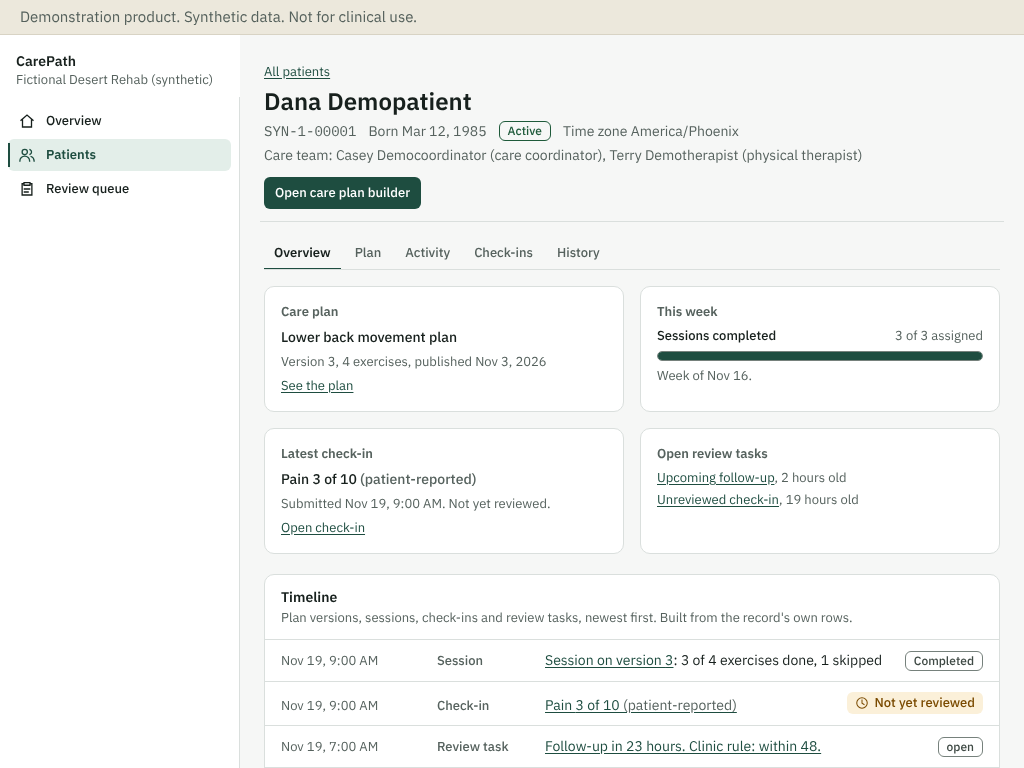 Demonstration product. Synthetic data. Not for clinical use.
CarePath
Fictional Desert Rehab (synthetic)
Overview
Patients
Review queue
All patients
Dana Demopatient
SYN-1-00001 Born Mar 12, 1985 Active Time zone America/Phoenix
Care team: Casey Democoordinator (care coordinator), Terry Demotherapist (physical therapist)
Open care plan builder
Overview Plan Activity Check-ins History
Care plan
Lower back movement plan
Version 3, 4 exercises, published Nov 3, 2026
See the plan
This week
Sessions completed 3 of 3 assigned
Week of Nov 16.
Latest check-in
Pain 3 of 10 (patient-reported)
Submitted Nov 19, 9:00 AM. Not yet reviewed.
Open check-in
Open review tasks
Upcoming follow-up, 2 hours old
Unreviewed check-in, 19 hours old
Timeline
Plan versions, sessions, check-ins and review tasks, newest first. Built from the record's own rows.
Nov 19, 9:00 AM Session Session on version 3: 3 of 4 exercises done, 1 skipped Completed
Nov 19, 9:00 AM Check-in Pain 3 of 10 (patient-reported) Not yet reviewed
Nov 19, 7:00 AM Review task Follow-up in 23 hours. Clinic rule: within 48. open